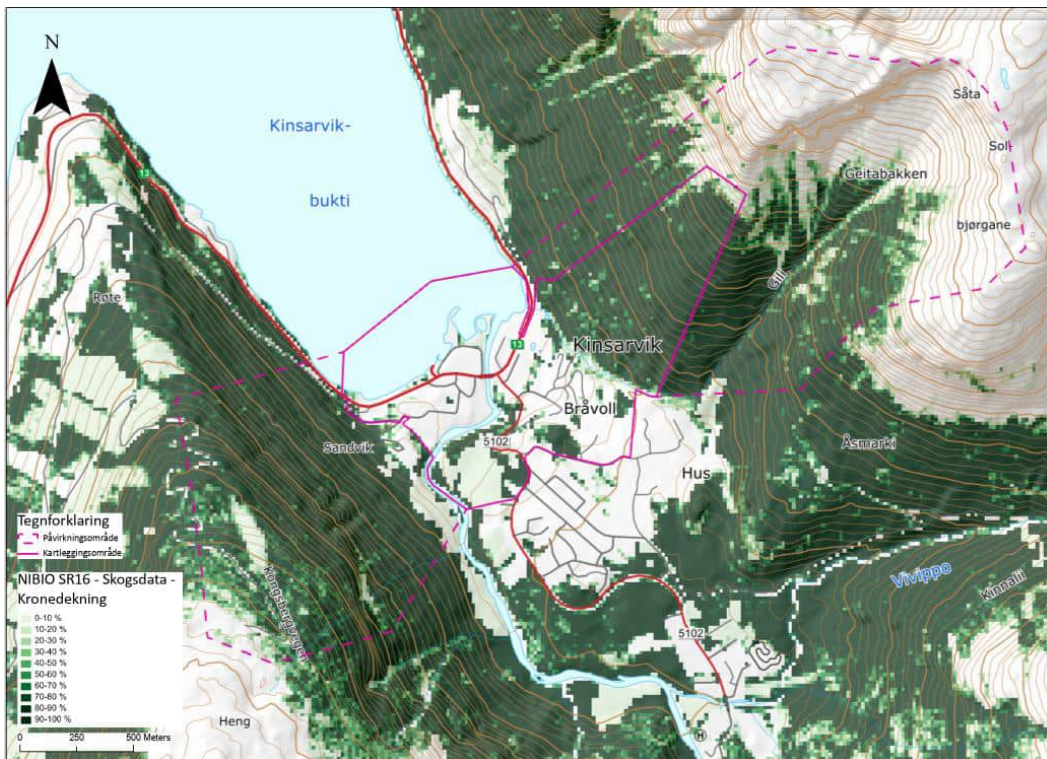 N
Kinsarvik-
bukti
13
Såta
Sol-
bjørgane
Geitabakken
Gili
Røte
13
Kinsarvik
Bråvoll
5102
Sandvik
Hus
Åsmarki
Vivippo
Kinnalii
Kongsbergvegen
5102
Heng
H
Tegnforklaring
Påvirkningsområde
Kartleggingsområde
NIBIO SR16 - Skogsdata -
Kronedekning
0-10 %
10-20 %
20-30 %
30-40 %
40-50 %
50-60 %
60-70 %
70-80 %
80-90 %
90-100 %
0 250 500 Meters